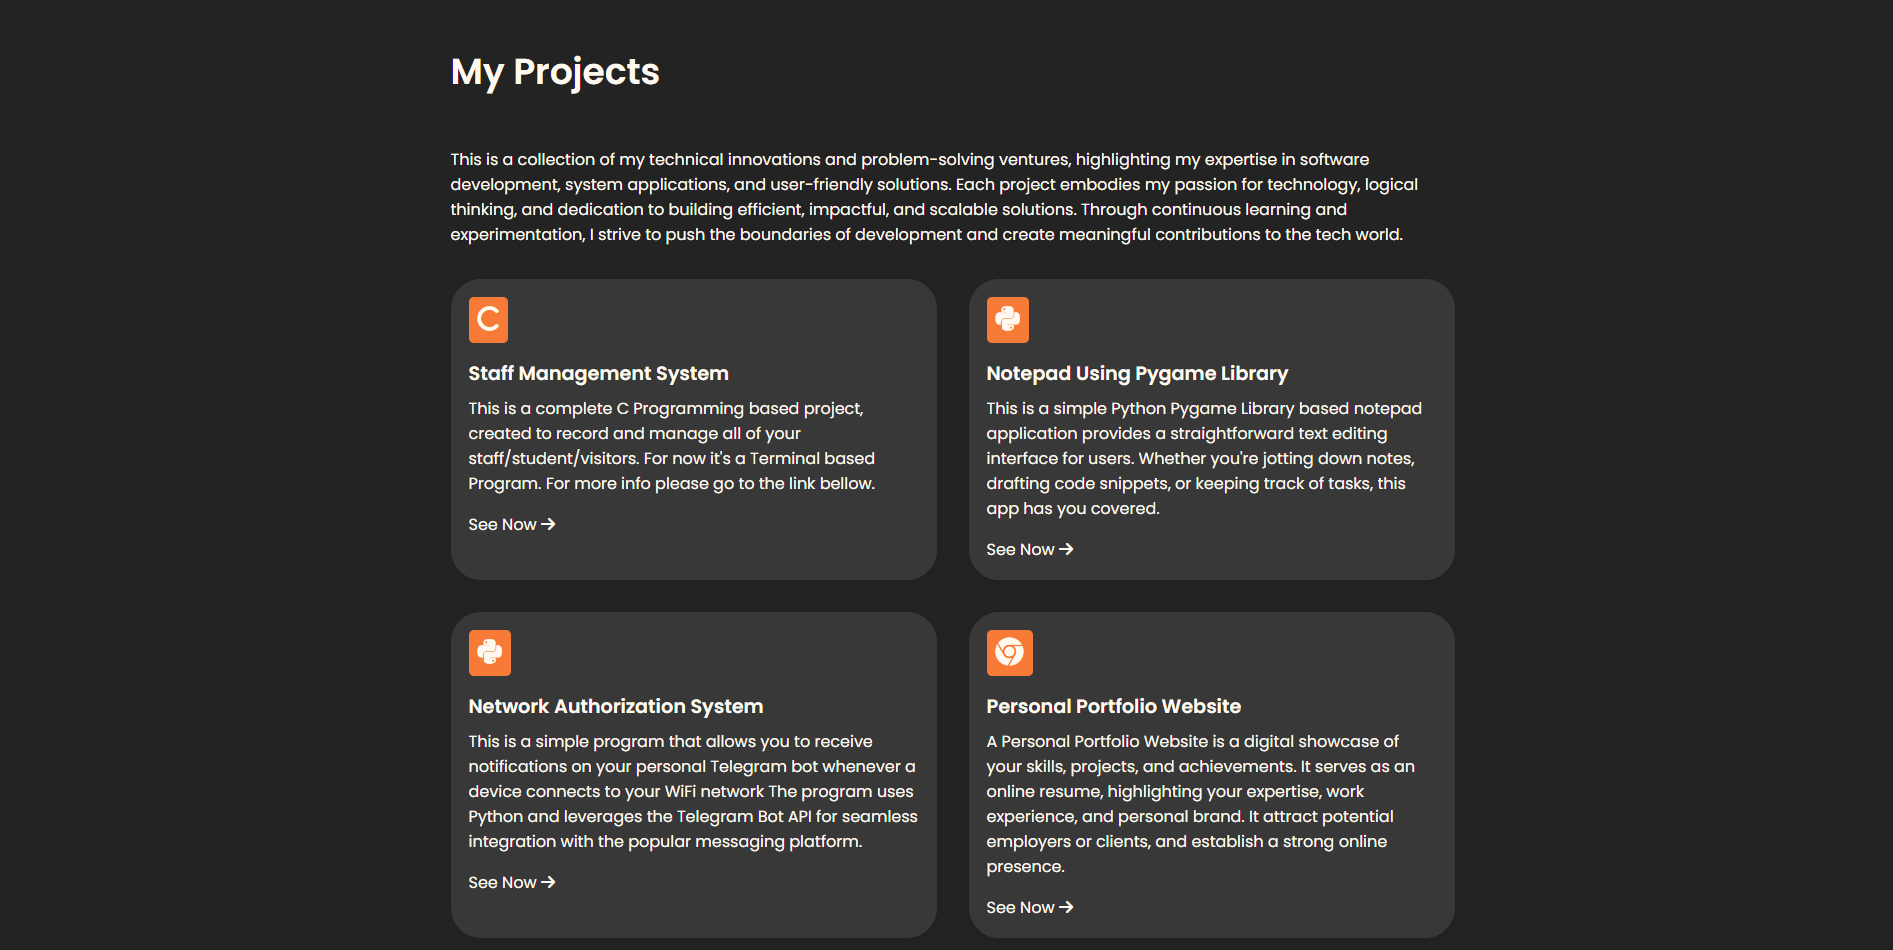 My Projects
This is a collection of my technical innovations and problem-solving ventures, highlighting my expertise in software
development, system applications, and user-friendly solutions. Each project embodies my passion for technology, logical
thinking, and dedication to building efficient, impactful, and scalable solutions. Through continuous learning and
experimentation, I strive to push the boundaries of development and create meaningful contributions to the tech world.
C
Staff Management System
This is a complete C Programming based project,
created to record and manage all of your
staff/student/visitors. For now it's a Terminal based
Program. For more info please go to the link bellow.
See Now →
Notepad Using Pygame Library
This is a simple Python Pygame Library based notepad
application provides a straightforward text editing
interface for users. Whether you're jotting down notes,
drafting code snippets, or keeping track of tasks, this
app has you covered.
See Now →
Network Authorization System
This is a simple program that allows you to receive
notifications on your personal Telegram bot whenever a
device connects to your WiFi network The program uses
Python and leverages the Telegram Bot API for seamless
integration with the popular messaging platform.
See Now →
Personal Portfolio Website
A Personal Portfolio Website is a digital showcase of
your skills, projects, and achievements. It serves as an
online resume, highlighting your expertise, work
experience, and personal brand. It attract potential
employers or clients, and establish a strong online
presence.
See Now →